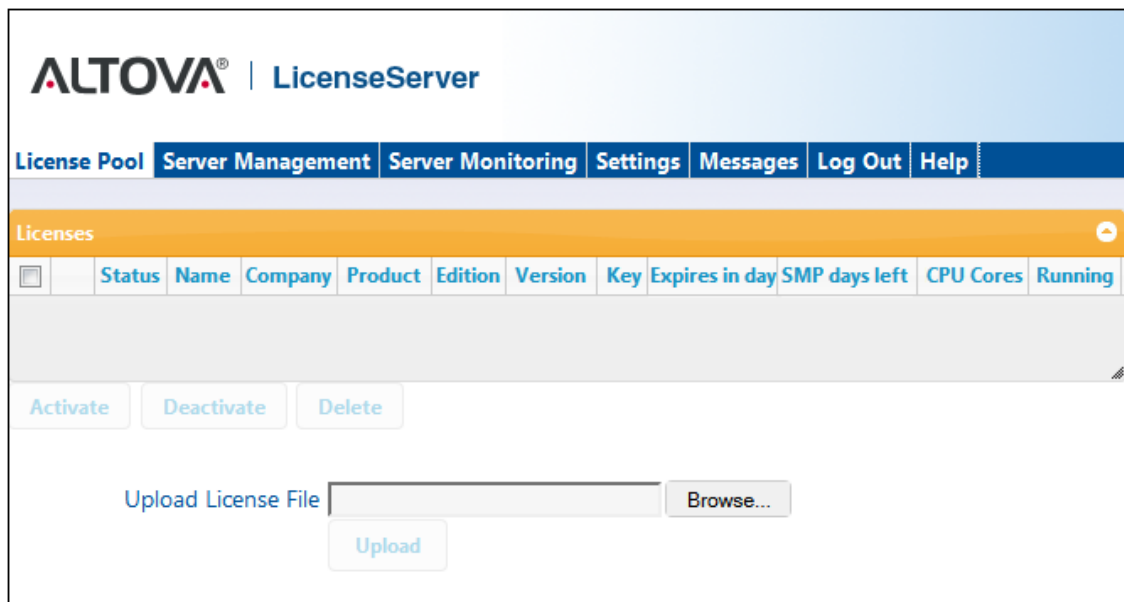 ALTOVA® | LicenseServer
License Pool Server Management Server Monitoring Settings Messages Log Out Help
Licenses
Status Name Company Product Edition Version Key Expires in day SMP days left CPU Cores Running
Activate Deactivate Delete
Upload License File Browse...
Upload